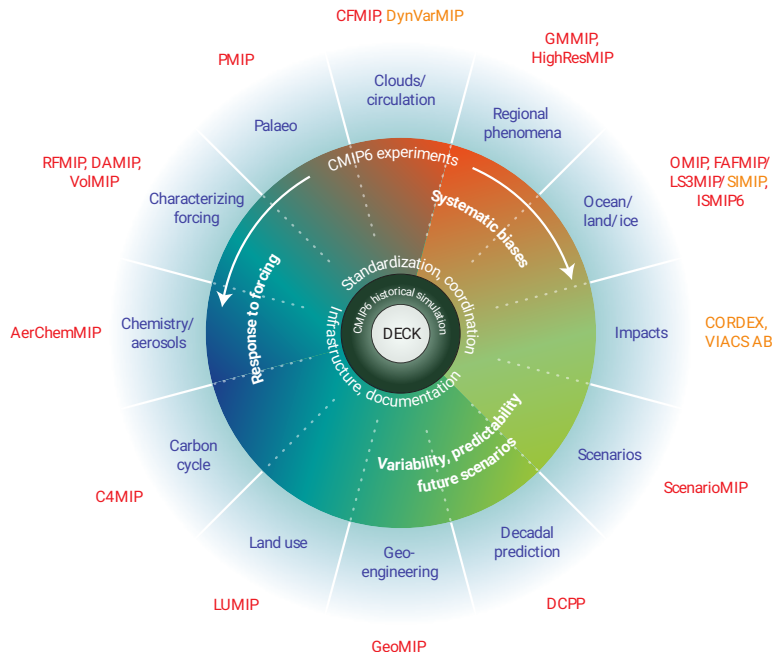 CFMIP, DynVarMIP
GMMIP,
HighResMIP
PMIP
Clouds/
circulation
Regional
phenomena
Palaeo
RFMIP, DAMIP,
VolMIP
Characterizing
forcing
CMIP6 experiments
OMIP, FAFMIP/
LS3MIP/SIMIP,
ISMIP6
Ocean/
land/ice
Systematic biases
Response to forcing
Standardization, coordination
CMIP6 historical simulation
DECK
Infrastructure, documentation
AerChemMIP
Chemistry/
aerosols
Impacts
CORDEX,
VIACS AB
Variability, predictability
future scenarios
Carbon
cycle
Scenarios
C4MIP
ScenarioMIP
Land use
Geo-
engineering
Decadal
prediction
LUMIP
DCPP
GeoMIP